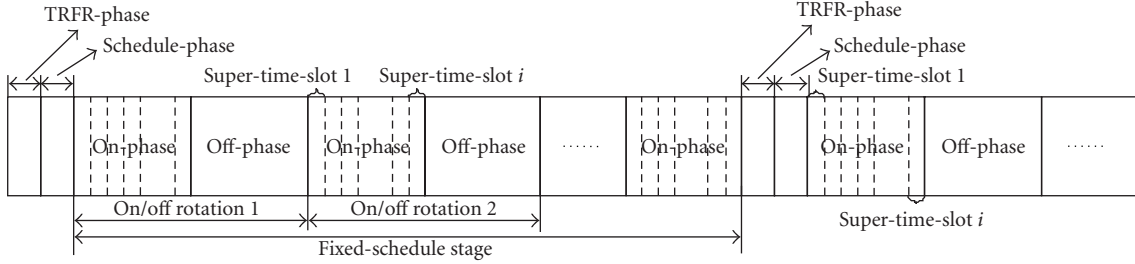 TRFR-phase
Schedule-phase
TRFR-phase
Schedule-phase
Super-time-slot 1
Super-time-slot i
Super-time-slot 1
On-phase
Off-phase
On-phase
Off-phase
......
On-phase
On-phase
Off-phase
......
On/off rotation 1
On/off rotation 2
Super-time-slot i
Fixed-schedule stage